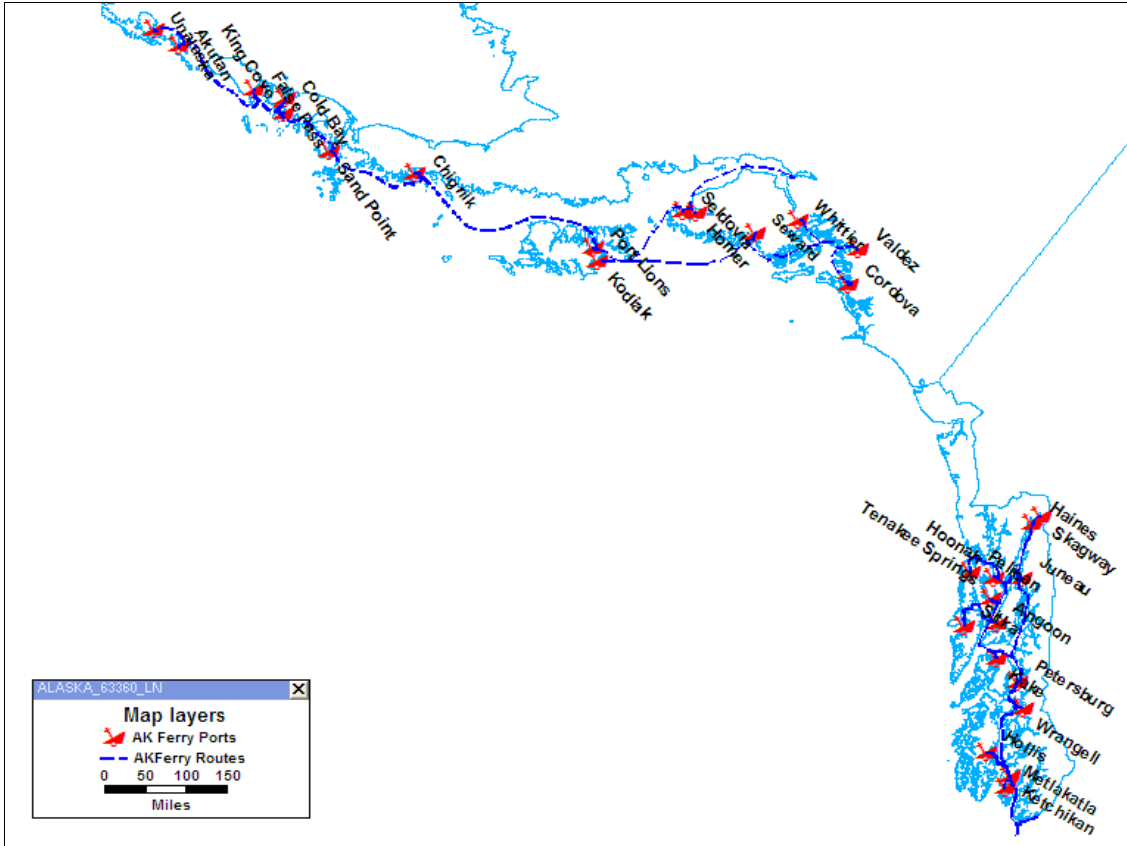 Unalaska
Akutan
King Cove
False Pass
Cold Bay
Sand Point
Chignik
Port Lions
Kodiak
Seldovia
Homer
Seward
Whittier
Valdez
Cordova
Haines
Skagway
Hoonah
Tenakee Springs
Pelican
Juneau
Sitka
Angoon
Kake
Petersburg
Wrangell
Hollis
Metlakatla
Ketchikan
ALASKA_63360_LN
Map layers
AK Ferry Ports
AKFerry Routes
0 50 100 150
Miles